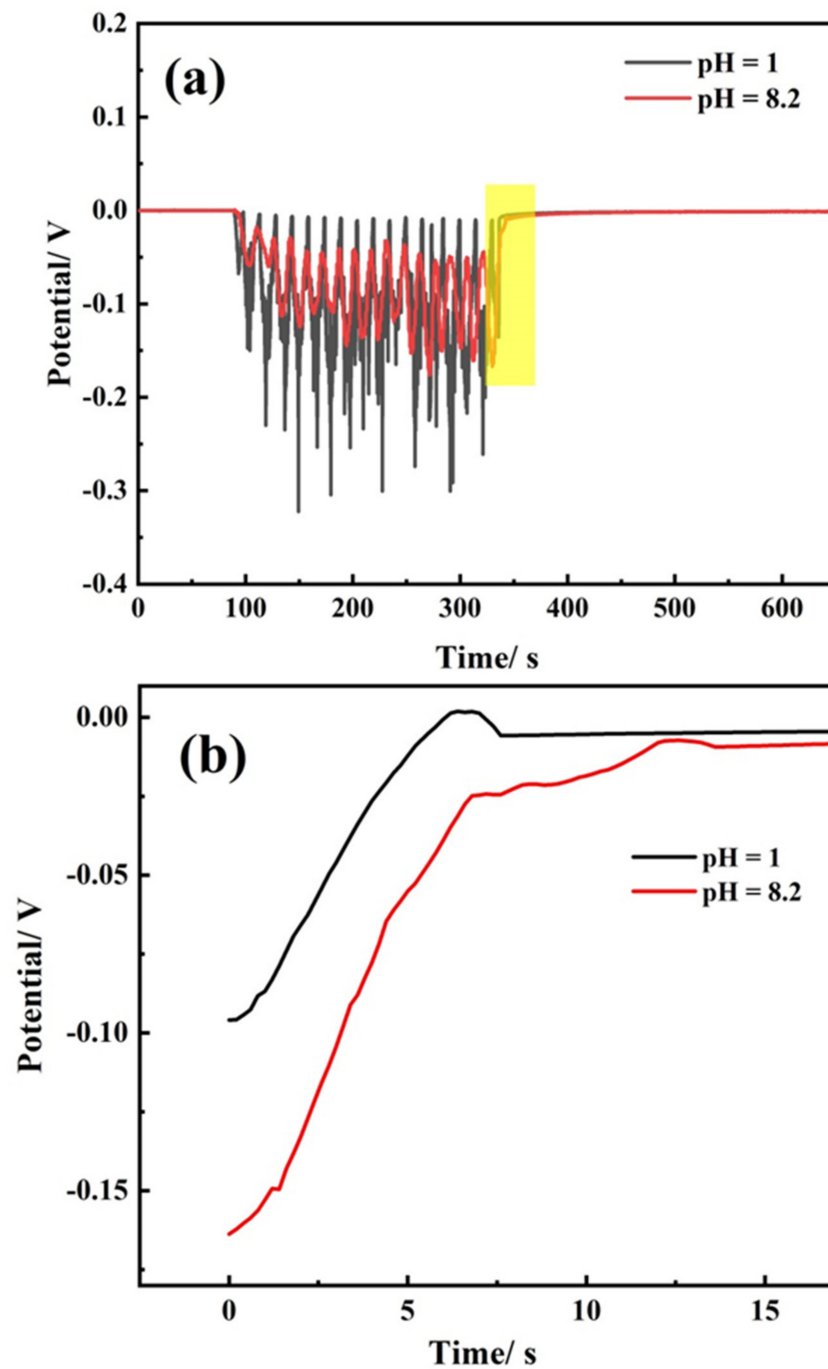 (a)
pH = 1
pH = 8.2
0.2
0.1
0.0
-0.1
-0.2
-0.3
-0.4
Potential/ V
0 100 200 300 400 500 600
Time/ s
(b)
0.00
-0.05
-0.10
-0.15
pH = 1
pH = 8.2
Potential/ V
0 5 10 15
Time/ s